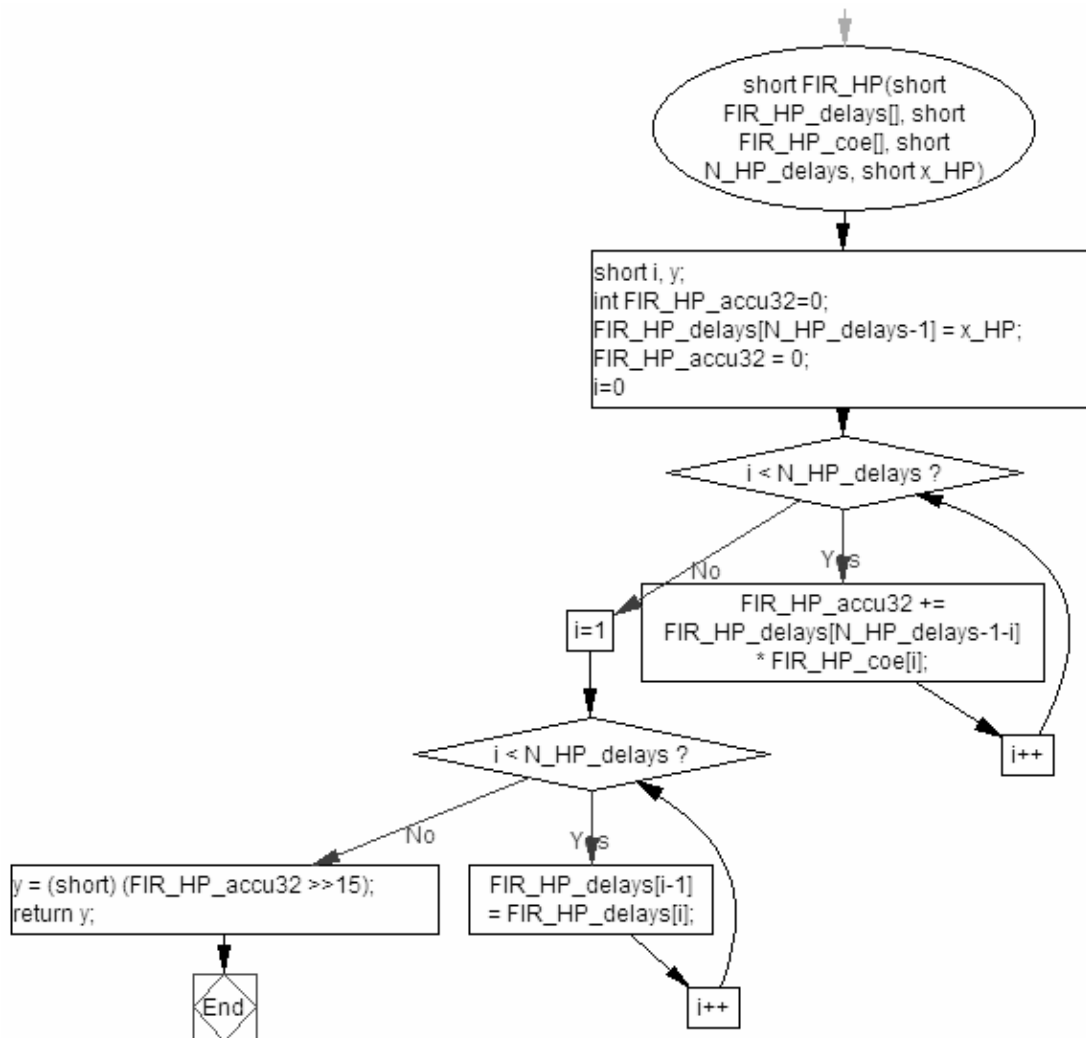 short FIR_HP(short
FIR_HP_delays[], short
FIR_HP_coe[], short
N_HP_delays, short x_HP)
short i, y;
int FIR_HP_accu32=0;
FIR_HP_delays[N_HP_delays-1] = x_HP;
FIR_HP_accu32 = 0;
i=0
i < N_HP_delays ?
No
Yes
FIR_HP_accu32 +=
FIR_HP_delays[N_HP_delays-1-i]
* FIR_HP_coe[i];
i++
i=1
i < N_HP_delays ?
No
Yes
y = (short) (FIR_HP_accu32 >>15);
return y;
FIR_HP_delays[i-1]
= FIR_HP_delays[i];
i++
End